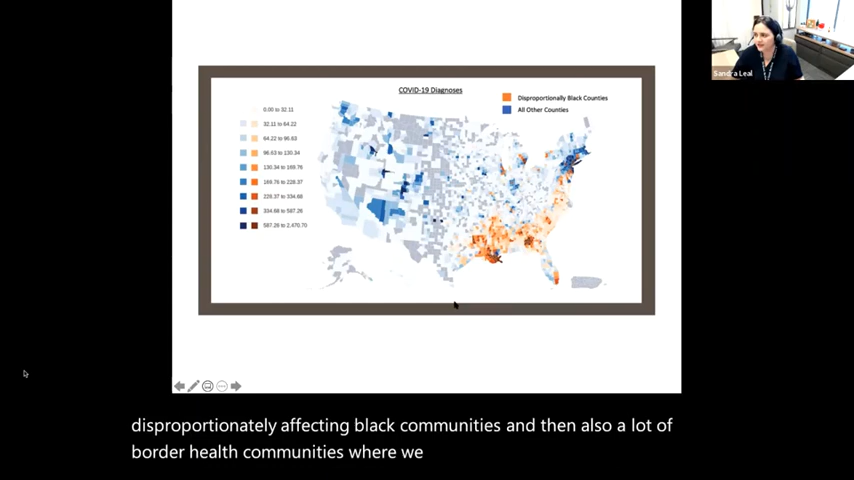 Sandra Leal
COVID-19 Diagnoses
Disproportionally Black Counties
All Other Counties
0.00 to 32.11
32.11 to 64.22
64.22 to 96.63
96.63 to 130.34
130.34 to 169.76
169.76 to 228.37
228.37 to 334.68
334.68 to 587.26
587.26 to 2,470.70
disproportionately affecting black communities and then also a lot of
border health communities where we